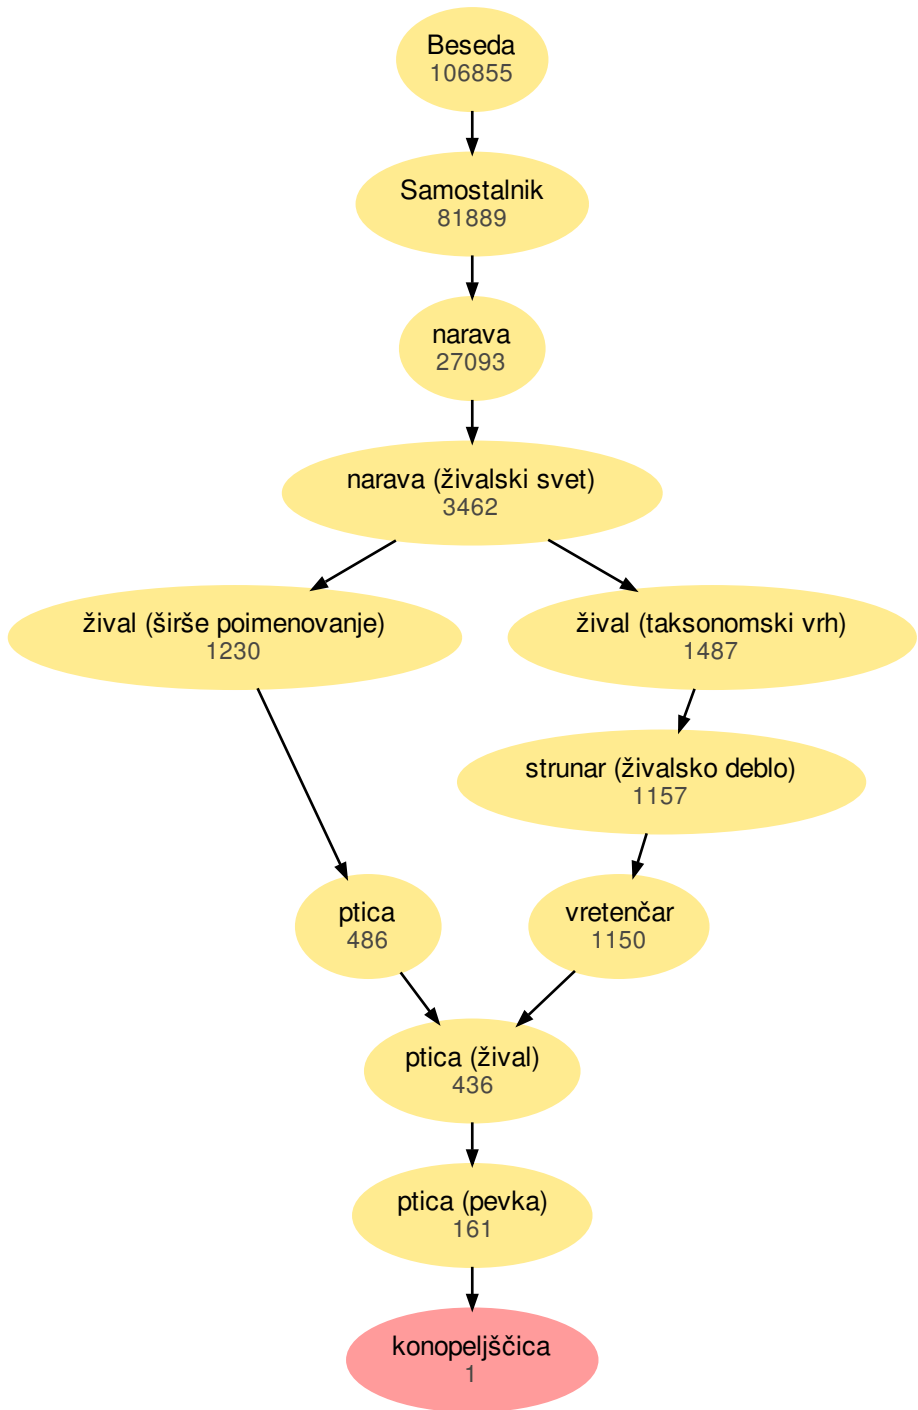 Beseda
106855
Samostalnik
81889
narava
27093
narava (živalski svet)
3462
žival (širše poimenovanje)
1230
žival (taksonomski vrh)
1487
strunar (živalsko deblo)
1157
ptica
486
vretenčar
1150
ptica (žival)
436
ptica (pevka)
161
konopeljščica
1